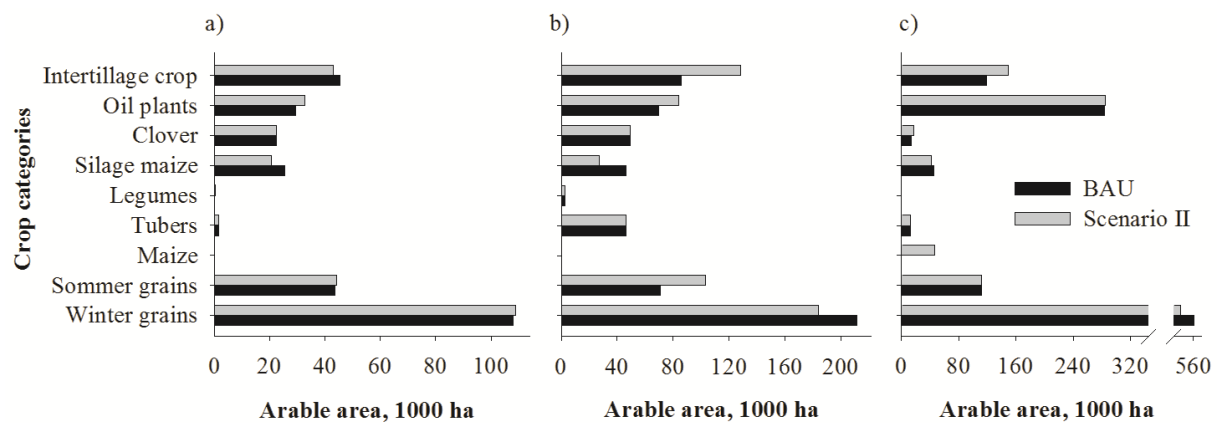 a) b) c)
Intertillage crop
Oil plants
Clover
Silage maize
Legumes
Tubers
Maize
Sommer grains
Winter grains
Crop categories
BAU
Scenario II
0 20 40 60 80 100 0 40 80 120 160 200 0 80 160 240 320 560
Arable area, 1000 ha Arable area, 1000 ha Arable area, 1000 ha